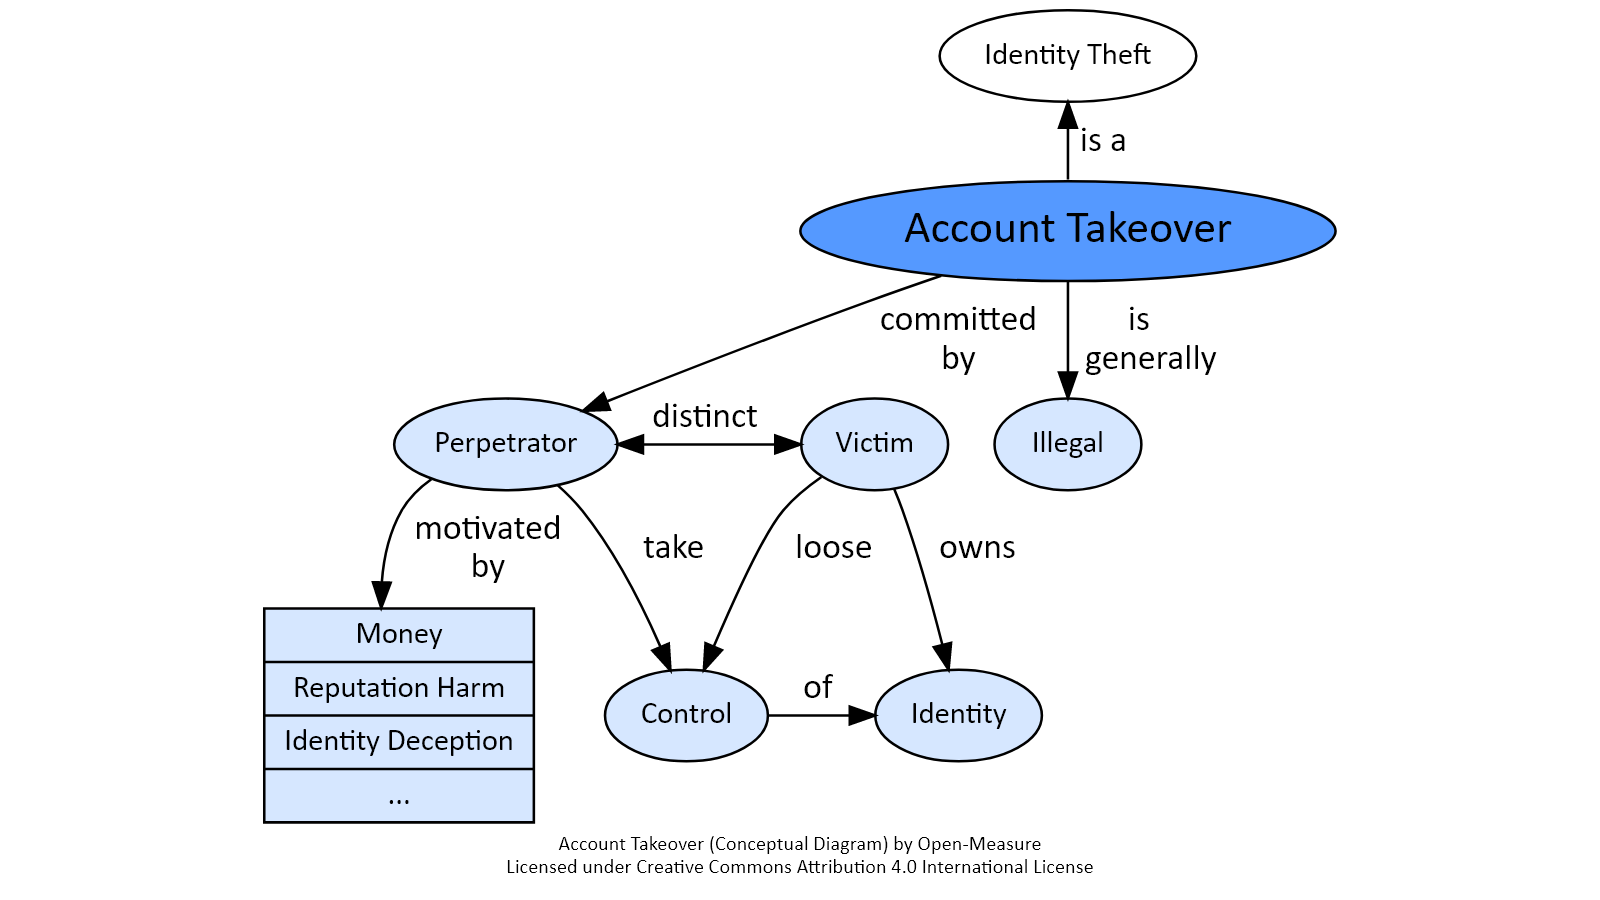 Identity Theft
is a
Account Takeover
committed
by
is
generally
distinct
Perpetrator
Victim
Illegal
motivated
by
take
loose
owns
Money
Reputation Harm
Identity Deception
...
Control
of
Identity
Account Takeover (Conceptual Diagram) by Open-Measure
Licensed under Creative Commons Attribution 4.0 International License